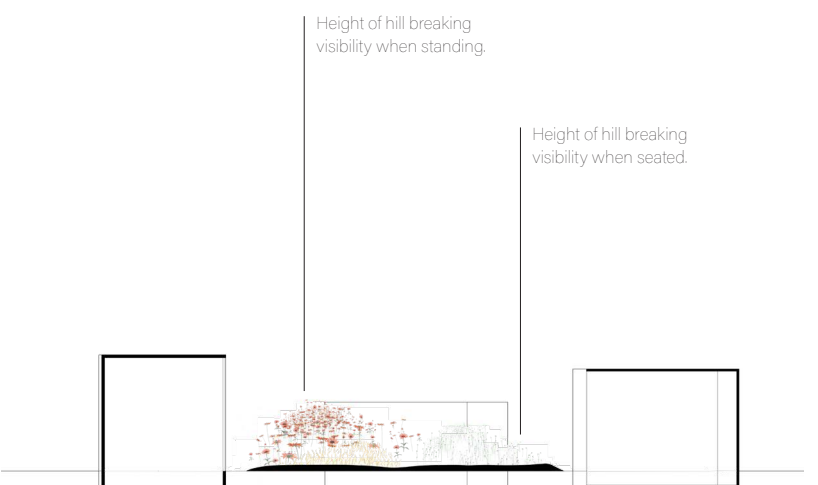 Height of hill breaking
visibility when standing.
Height of hill breaking
visibility when seated.